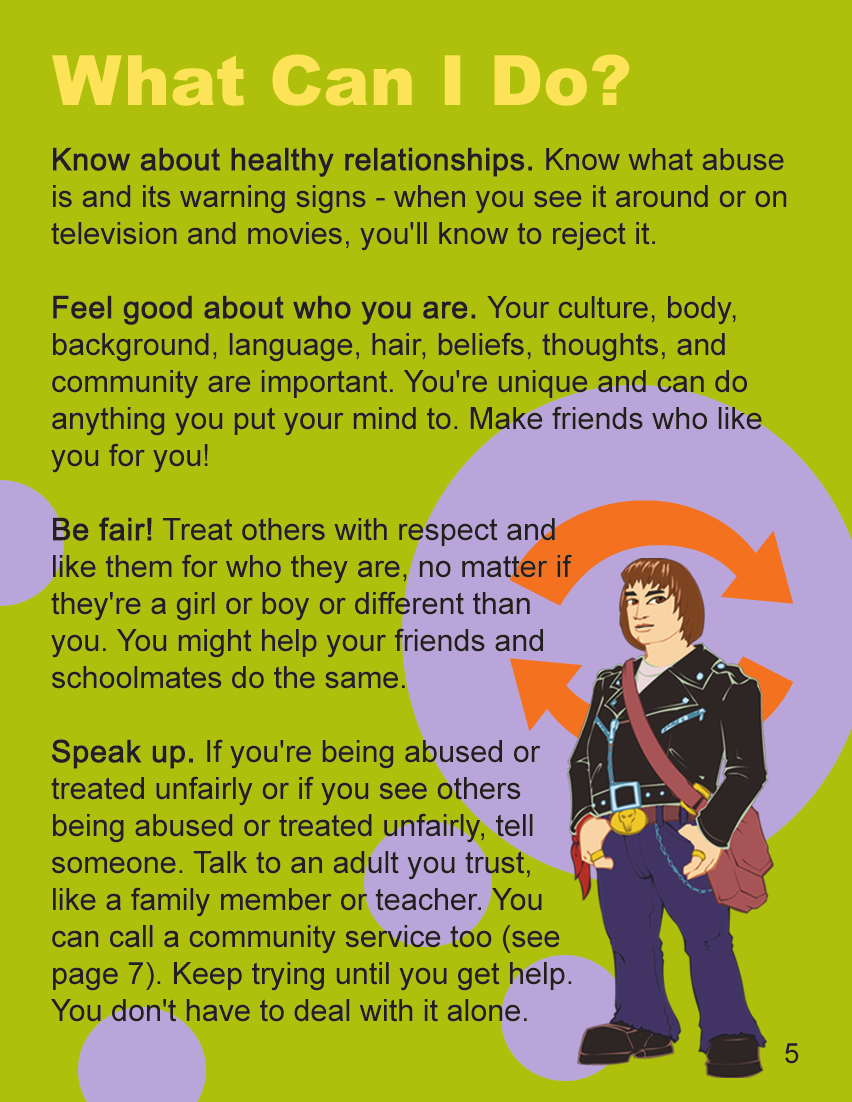 What Can I Do?
Know about healthy relationships. Know what abuse
is and its warning signs - when you see it around or on
television and movies, you'll know to reject it.
Feel good about who you are. Your culture, body,
background, language, hair, beliefs, thoughts, and
community are important. You're unique and can do
anything you put your mind to. Make friends who like
you for you!
Be fair! Treat others with respect and
like them for who they are, no matter if
they're a girl or boy or different than
you. You might help your friends and
schoolmates do the same.
Speak up. If you're being abused or
treated unfairly or if you see others
being abused or treated unfairly, tell
someone. Talk to an adult you trust,
like a family member or teacher. You
can call a community service too (see
page 7). Keep trying until you get help.
You don't have to deal with it alone.
5